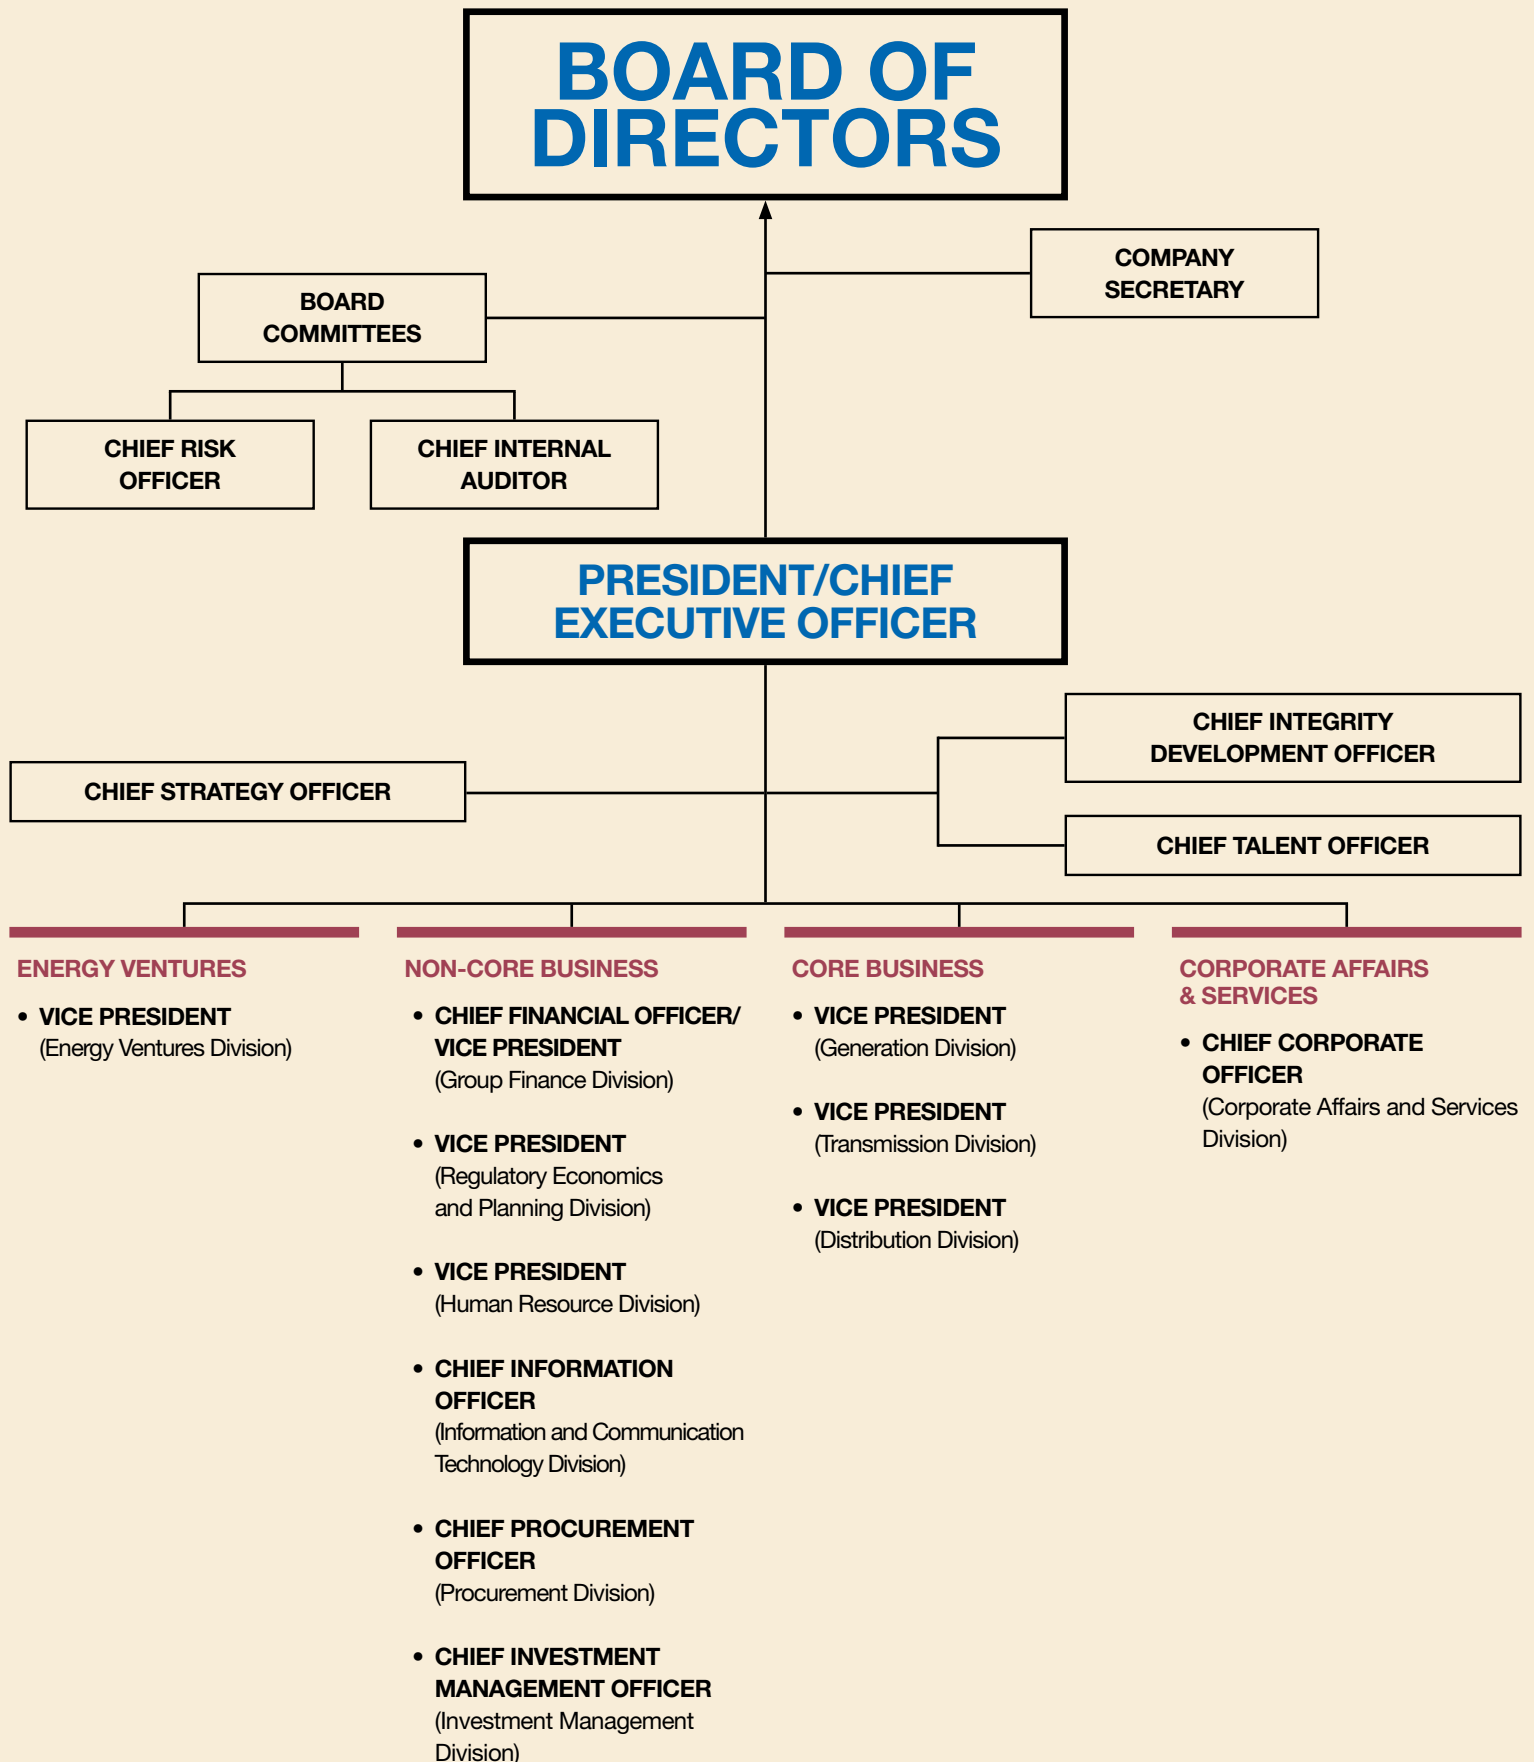 BOARD OF
DIRECTORS
COMPANY
SECRETARY
BOARD
COMMITTEES
CHIEF RISK
OFFICER
CHIEF INTERNAL
AUDITOR
PRESIDENT/CHIEF
EXECUTIVE OFFICER
CHIEF INTEGRITY
DEVELOPMENT OFFICER
CHIEF STRATEGY OFFICER
CHIEF TALENT OFFICER
ENERGY VENTURES
• VICE PRESIDENT
(Energy Ventures Division)
NON-CORE BUSINESS
• CHIEF FINANCIAL OFFICER/
VICE PRESIDENT
(Group Finance Division)
• VICE PRESIDENT
(Regulatory Economics
and Planning Division)
• VICE PRESIDENT
(Human Resource Division)
• CHIEF INFORMATION
OFFICER
(Information and Communication
Technology Division)
• CHIEF PROCUREMENT
OFFICER
(Procurement Division)
• CHIEF INVESTMENT
MANAGEMENT OFFICER
(Investment Management
Division)
CORE BUSINESS
• VICE PRESIDENT
(Generation Division)
• VICE PRESIDENT
(Transmission Division)
• VICE PRESIDENT
(Distribution Division)
CORPORATE AFFAIRS
& SERVICES
• CHIEF CORPORATE
OFFICER
(Corporate Affairs and Services
Division)